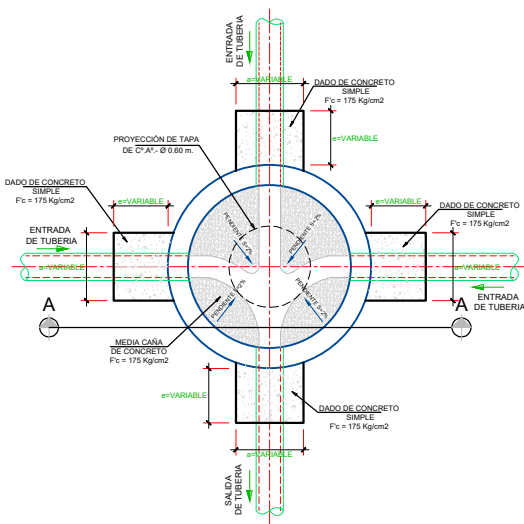 ENTRADA
DE TUBERIA
a=VARIABLE
DADO DE CONCRETO
SIMPLE
F'c = 175 Kg/cm2
e=VARIABLE
PROYECCIÓN DE TAPA
DE Cº.Aº.- Ø 0.60 m.
DADO DE CONCRETO
SIMPLE
F'c = 175 Kg/cm2
e=VARIABLE
e=VARIABLE
DADO DE CONCRETO
SIMPLE
F'c = 175 Kg/cm2
ENTRADA
DE TUBERIA
PENDIENTE S=2%
PENDIENTE S=2%
a=VARIABLE
a=VARIABLE
ENTRADA
DE TUBERIA
PENDIENTE S=2%
PENDIENTE S=2%
A
A
MEDIA CAÑA
DE CONCRETO
F'c = 175 Kg/cm2
e=VARIABLE
DADO DE CONCRETO
SIMPLE
F'c = 175 Kg/cm2
a=VARIABLE
SALIDA
DE TUBERIA